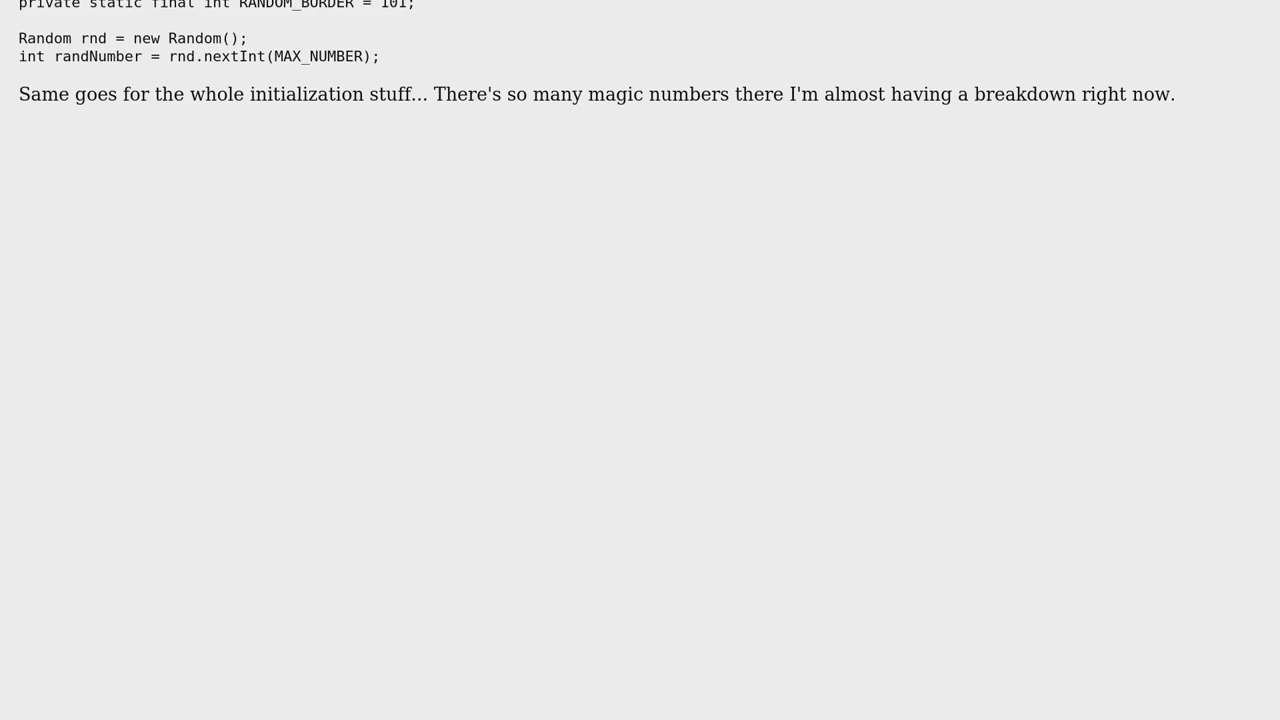 private static final int RANDOM_BORDER = 101;
Random rnd = new Random();
int randNumber = rnd.nextInt(MAX_NUMBER);
Same goes for the whole initialization stuff... There's so many magic numbers there I'm almost having a breakdown right now.